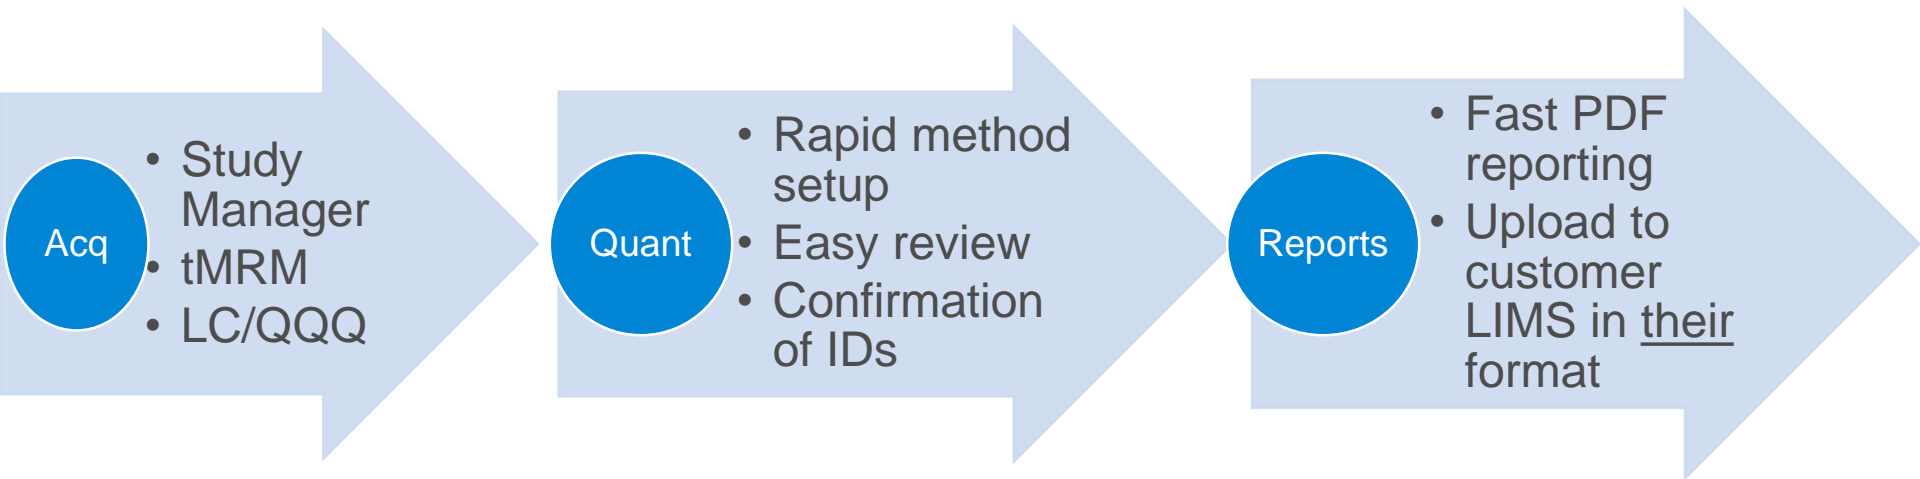 Acq
• Study
Manager
• tMRM
• LC/QQQ
Quant
• Rapid method
setup
• Easy review
• Confirmation
of IDs
Reports
• Fast PDF
reporting
• Upload to
customer
LIMS in their
format